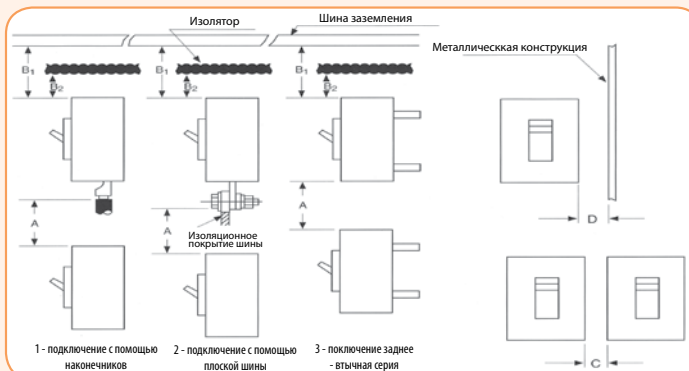 Изолятор
Шина заземления
Металлическкая конструкция
B₁
B₂
B₁
B₂
B₁
B₂
A
A
A
D
Изоляционное
покрытие шины
C
1 - подключение с помощью
наконечников
2 - подключение с помощью
плоской шины
3 - поключение заднее
- втычная серия